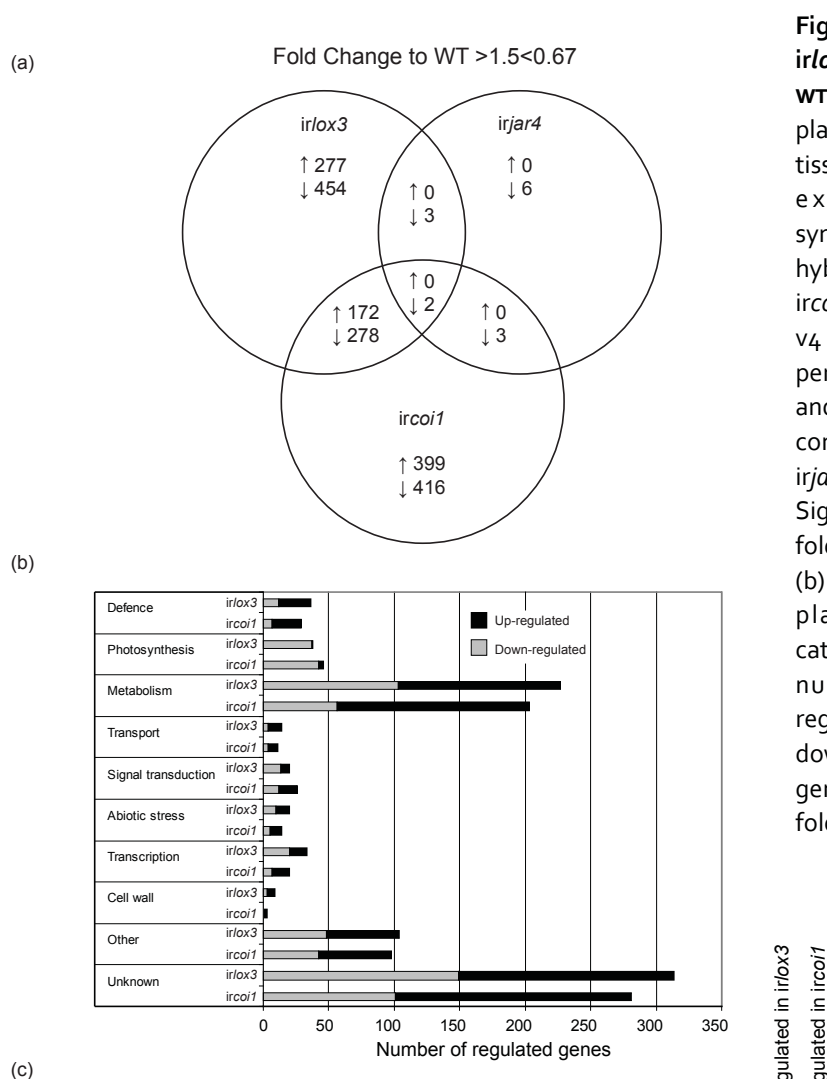 (a)
Fold Change to WT >1.5<0.67
irlox3
↑ 277
↓ 454
irjar4
↑ 0
↓ 6
↑ 0
↓ 3
↑ 0
↓ 2
↑ 172
↓ 278
↑ 0
↓ 3
ircoi1
↑ 399
↓ 416
(b)
Defence irlox3
ircoi1
Photosynthesis irlox3
ircoi1
Metabolism irlox3
ircoi1
Transport irlox3
ircoi1
Signal transduction irlox3
ircoi1
Abiotic stress irlox3
ircoi1
Transcription irlox3
ircoi1
Cell wall irlox3
ircoi1
Other irlox3
ircoi1
Unknown irlox3
ircoi1
Up-regulated
Down-regulated
0 50 100 150 200 250 300 350
Number of regulated genes
(c)
Fig
irlo
WT
pla
tiss
ex
syn
hyb
irco
v4
per
and
con
irja
Sig
fold
(b)
pla
cat
nu
reg
dov
gen
fold
gulated in irlox3
gulated in ircoi1